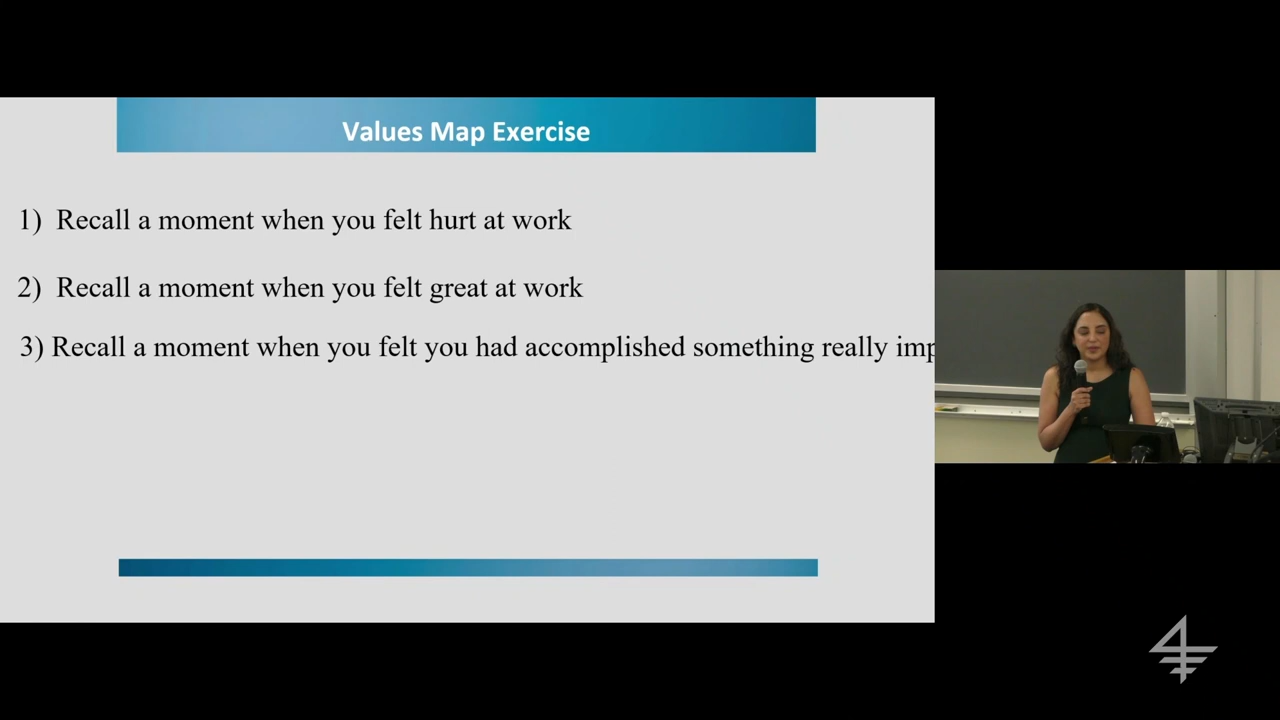 Values Map Exercise
1) Recall a moment when you felt hurt at work
2) Recall a moment when you felt great at work
3) Recall a moment when you felt you had accomplished something really imp